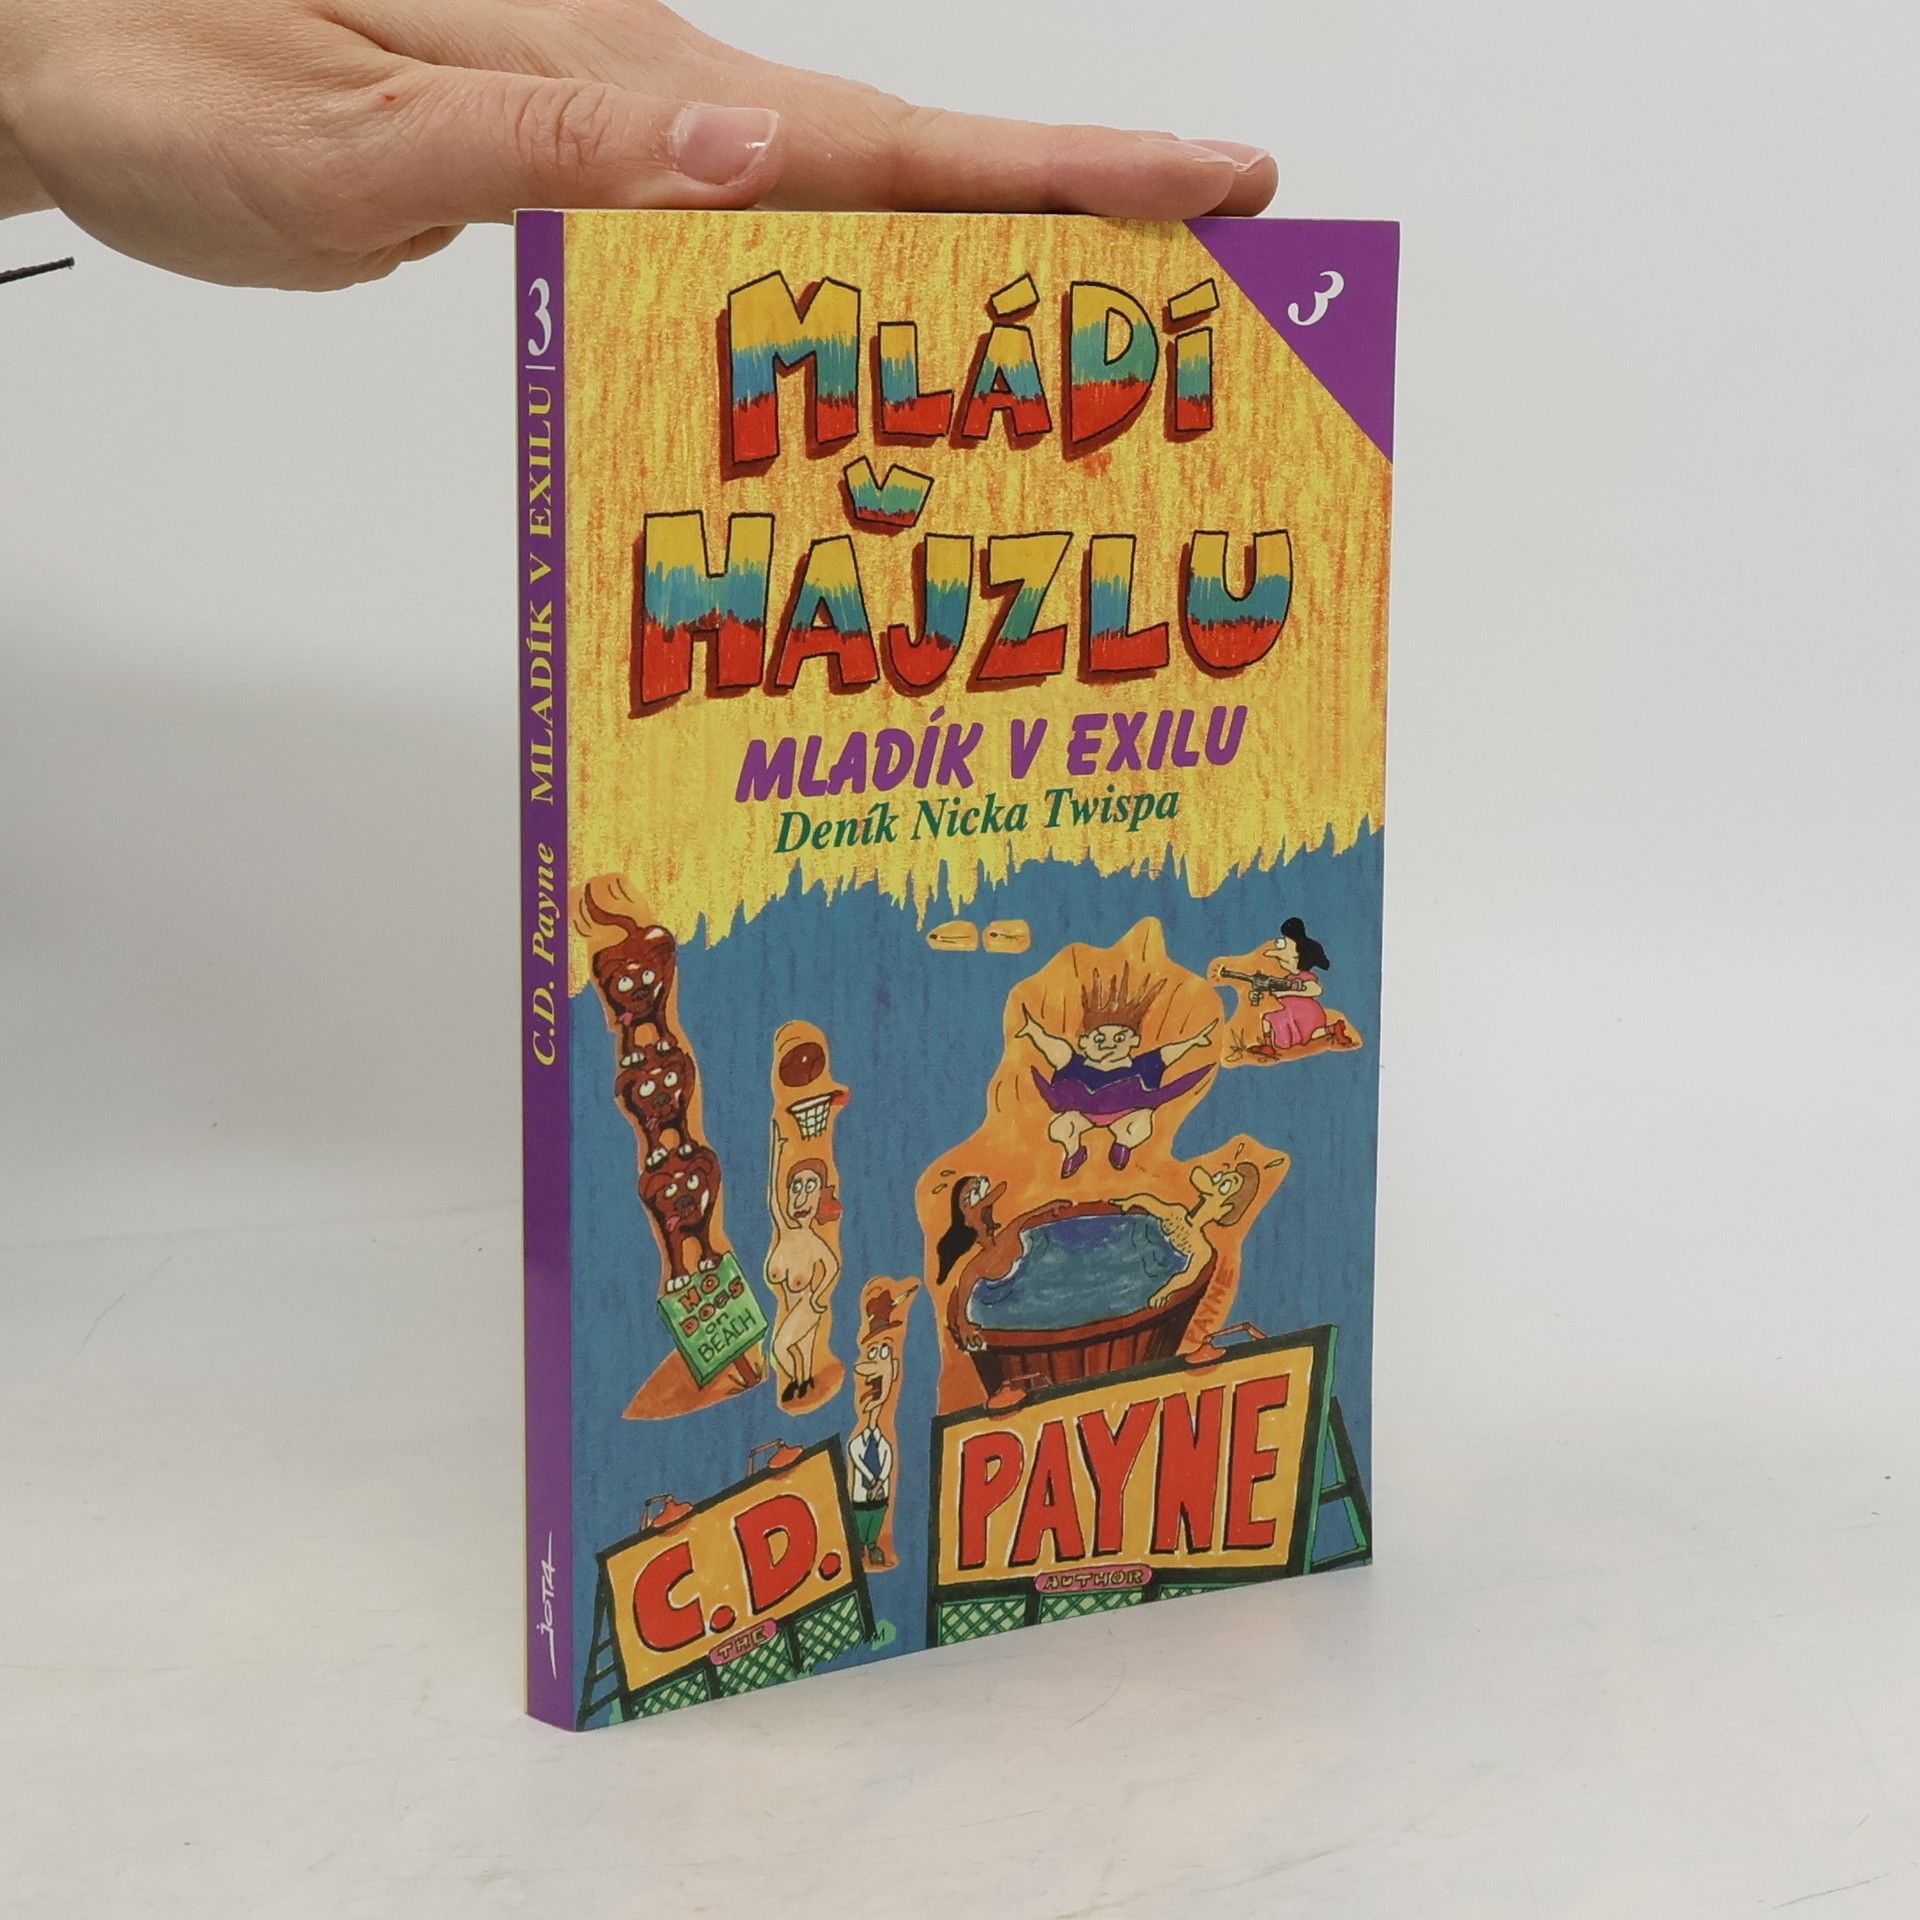 3
MLÁDÍ
V
HAJZLU
MLADÍK V EXILU
Deník Nicka Twispa
NO
DOGS
on
BEACH
PAYNE
C.D.
THE
PAYNE
AUTHOR
C.D. Payne MLADÍK V EXILU | 3
JOTA